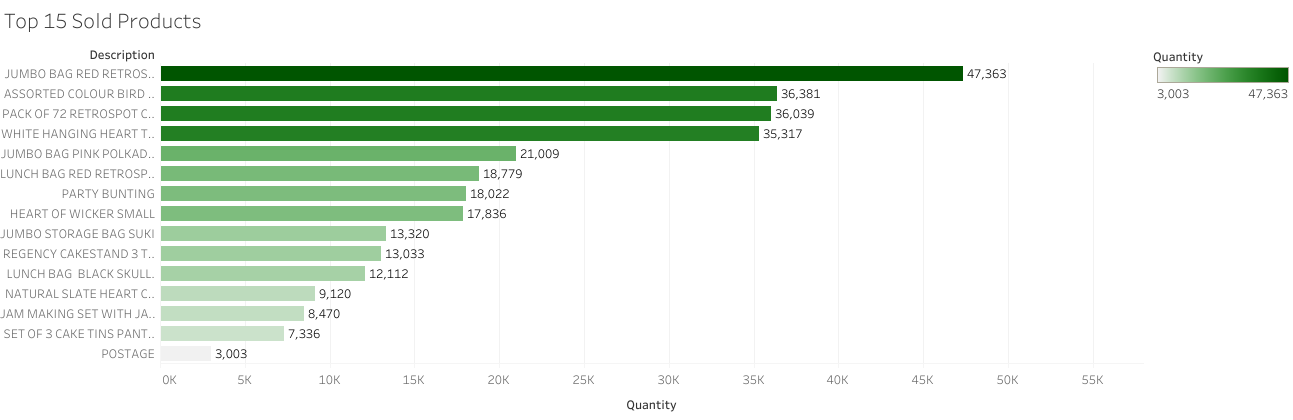 Top 15 Sold Products
Description
JUMBO BAG RED RETROS.. 47,363
ASSORTED COLOUR BIRD .. 36,381
PACK OF 72 RETROSPOT C.. 36,039
WHITE HANGING HEART T.. 35,317
JUMBO BAG PINK POLKAD.. 21,009
LUNCH BAG RED RETROSP.. 18,779
PARTY BUNTING 18,022
HEART OF WICKER SMALL 17,836
JUMBO STORAGE BAG SUKI 13,320
REGENCY CAKESTAND 3 T.. 13,033
LUNCH BAG  BLACK SKULL. 12,112
NATURAL SLATE HEART C.. 9,120
JAM MAKING SET WITH JA.. 8,470
SET OF 3 CAKE TINS PANT.. 7,336
POSTAGE 3,003
0K 5K 10K 15K 20K 25K 30K 35K 40K 45K 50K 55K
Quantity
Quantity
3,003 47,363